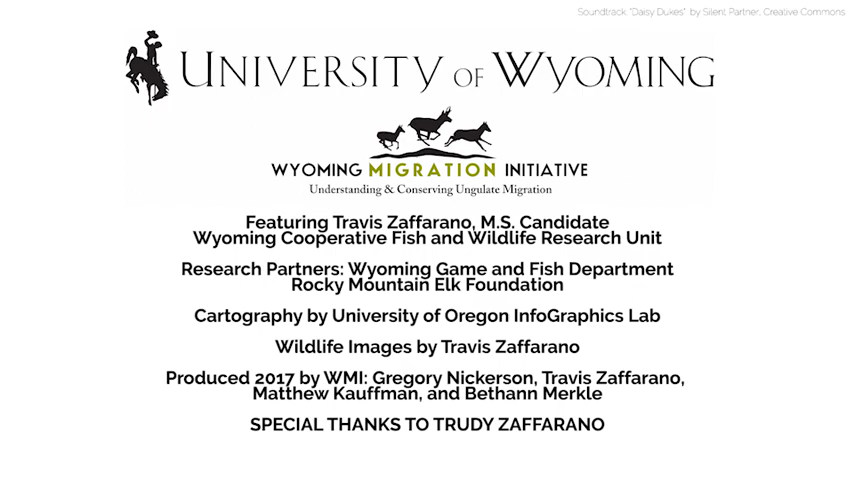 Soundtrack: "Daisy Dukes" by Silent Partner, Creative Commons
UNIVERSITY OF WYOMING
WYOMING MIGRATION INITIATIVE
Understanding & Conserving Ungulate Migration
Featuring Travis Zaffarano, M.S. Candidate
Wyoming Cooperative Fish and Wildlife Research Unit
Research Partners: Wyoming Game and Fish Department
Rocky Mountain Elk Foundation
Cartography by University of Oregon InfoGraphics Lab
Wildlife Images by Travis Zaffarano
Produced 2017 by WMI: Gregory Nickerson, Travis Zaffarano,
Matthew Kauffman, and Bethann Merkle
SPECIAL THANKS TO TRUDY ZAFFARANO